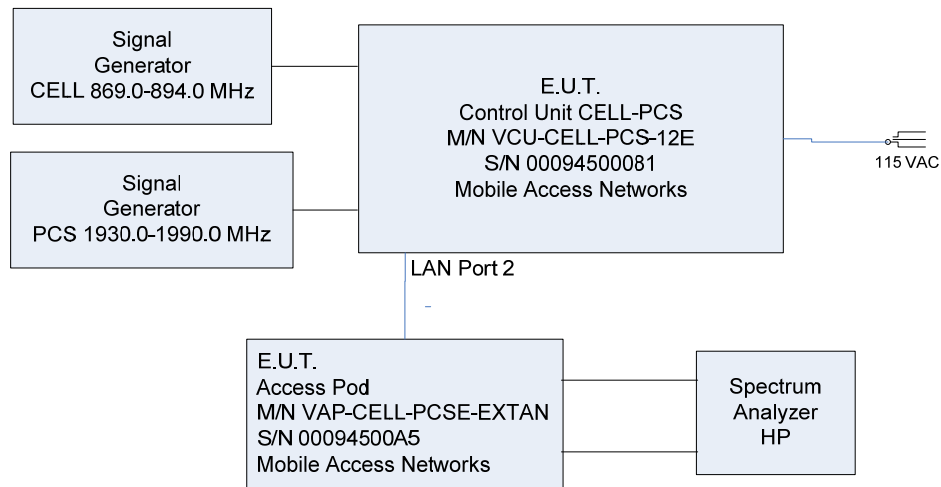 Signal
Generator
CELL 869.0-894.0 MHz
E.U.T.
Control Unit CELL-PCS
M/N VCU-CELL-PCS-12E
S/N 00094500081
Mobile Access Networks
115 VAC
Signal
Generator
PCS 1930.0-1990.0 MHz
LAN Port 2
E.U.T.
Access Pod
M/N VAP-CELL-PCSE-EXTAN
S/N 00094500A5
Mobile Access Networks
Spectrum
Analyzer
HP